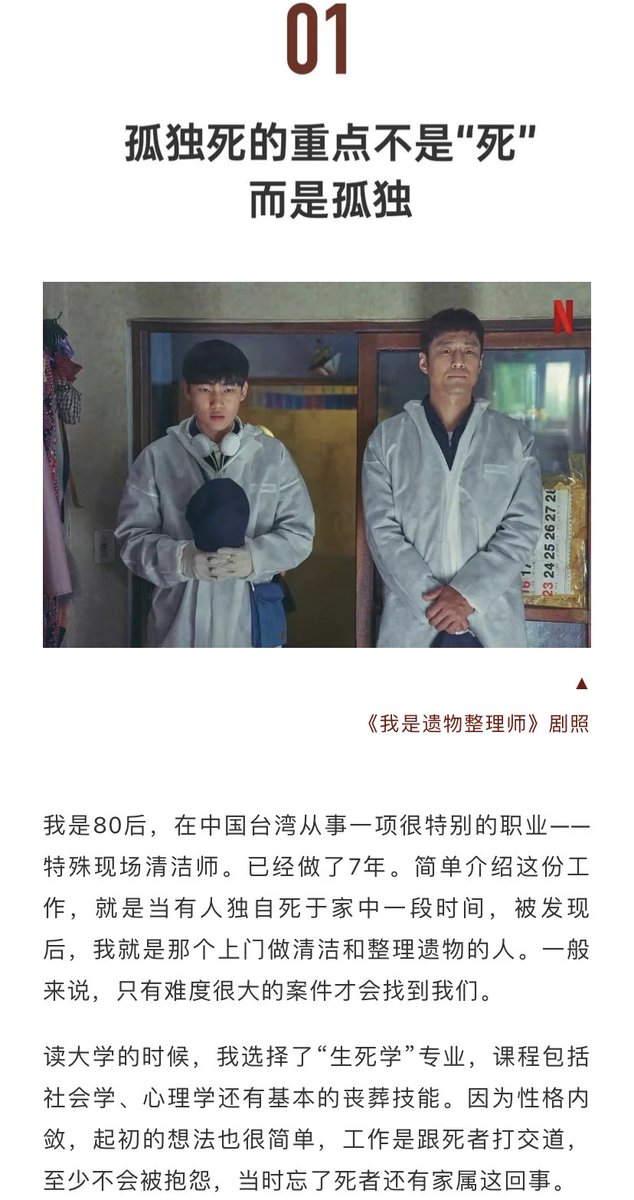 01
孤独死的重点不是“死”
而是孤独
N
16 17
23 24 25 26 27 28
▲
《我是遗物整理师》剧照
我是80后，在中国台湾从事一项很特别的职业——
特殊现场清洁师。已经做了7年。简单介绍这份工
作，就是当有人独自死于家中一段时间，被发现
后，我就是那个上门做清洁和整理遗物的人。一般
来说，只有难度很大的案件才会找到我们。
读大学的时候，我选择了“生死学”专业，课程包括
社会学、心理学还有基本的丧葬技能。因为性格内
敛，起初的想法也很简单，工作是跟死者打交道，
至少不会被抱怨，当时忘了死者还有家属这回事。